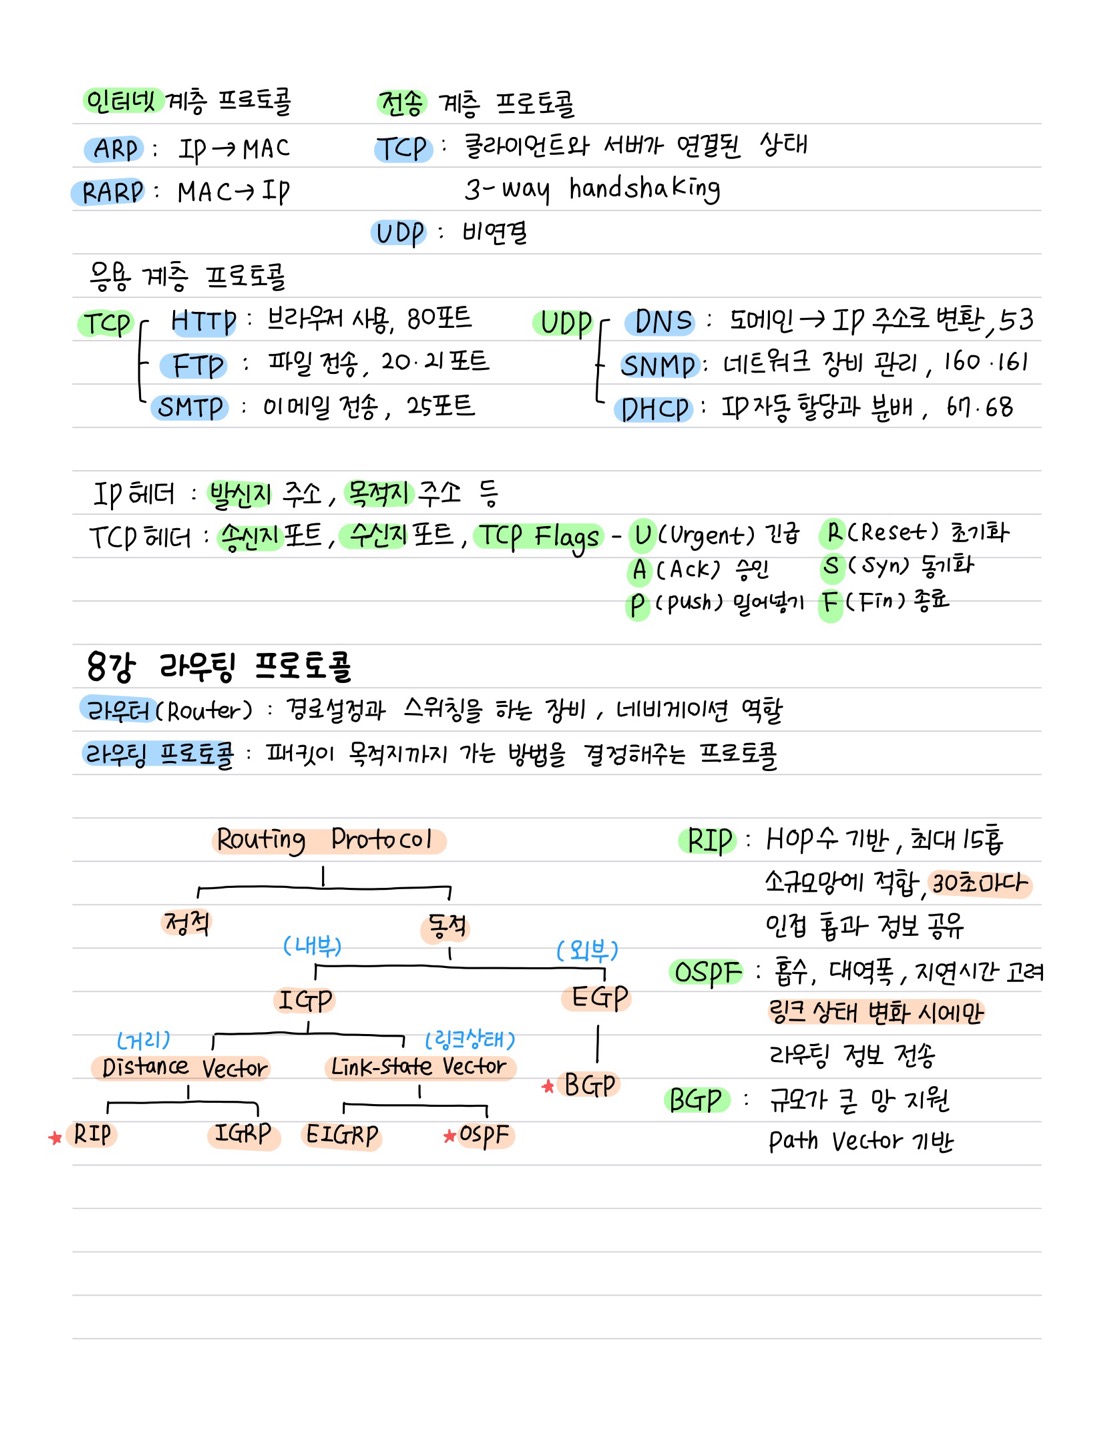 인터넷 계층 프로토콜
ARP : IP → MAC
RARP : MAC → IP
전송 계층 프로토콜
TCP : 클라이언트와 서버가 연결된 상태
3-way handshaking
UDP : 비연결
응용 계층 프로토콜
TCP
HTTP : 브라우저 사용, 80포트
FTP : 파일 전송, 20·21 포트
SMTP : 이메일 전송, 25포트
UDP
DNS : 도메인 → IP 주소로 변환, 53
SNMP : 네트워크 장비 관리, 160·161
DHCP : IP 자동 할당과 분배, 67·68
IP 헤더 : 발신지 주소, 목적지 주소 등
TCP 헤더 : 송신지 포트, 수신지 포트, TCP Flags - U (Urgent) 긴급 R (Reset) 초기화
A (Ack) 승인 S (Syn) 동기화
P (push) 밀어넣기 F (Fin) 종료
8강 라우팅 프로토콜
라우터 (Router) : 경로설정과 스위칭을 하는 장비, 네비게이션 역할
라우팅 프로토콜 : 패킷이 목적지까지 가는 방법을 결정해주는 프로토콜
Routing Protocol
정적 동적
(내부) (외부)
IGP EGP
(거리) (링크상태)
Distance Vector Link-state Vector
★ BGP
★ RIP IGRP EIGRP ★ OSPF
RIP : HOP수 기반, 최대 15홉
소규모망에 적합, 30초마다
인접 홉과 정보 공유
OSPF : 홉수, 대역폭, 지연시간 고려
링크 상태 변화 시에만
라우팅 정보 전송
BGP : 규모가 큰 망 지원
Path Vector 기반